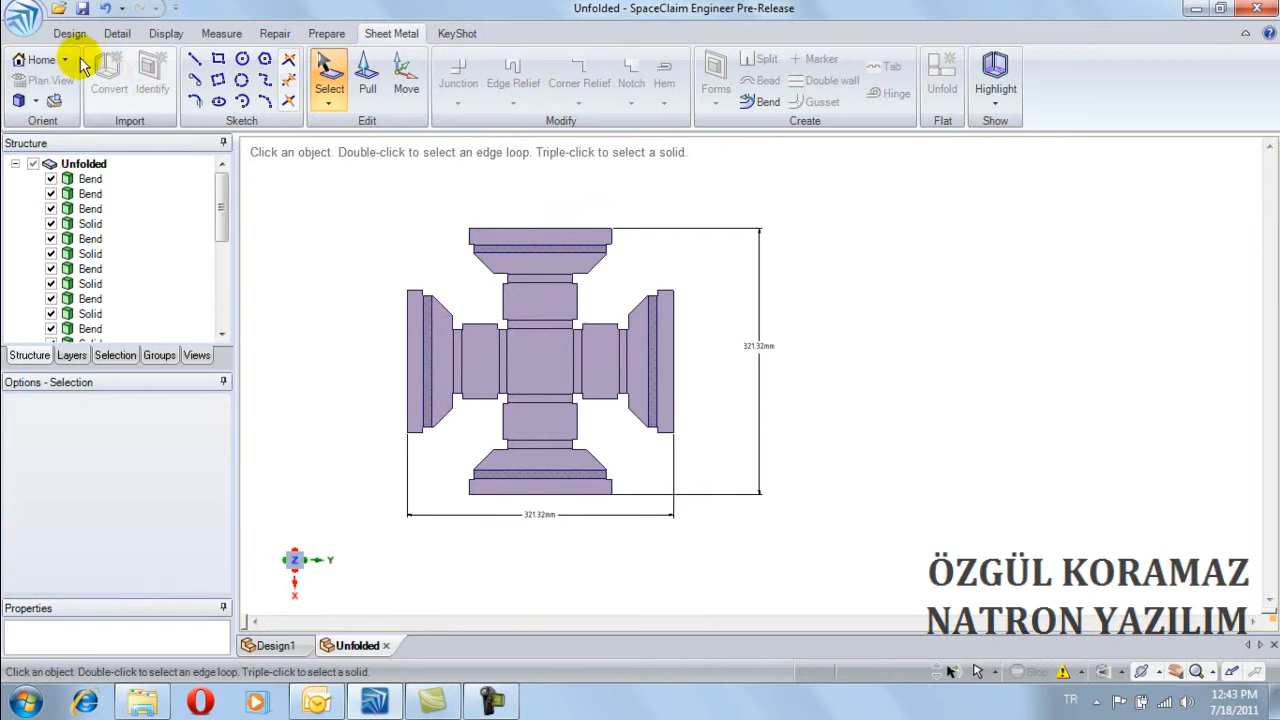 Unfolded - SpaceClaim Engineer Pre-Release
Design Detail Display Measure Repair Prepare Sheet Metal KeyShot
Home
Plan View
Orient
Convert Identify
Import
Sketch
Select Pull Move
Edit
Junction Edge Relief Corner Relief Notch Hem
Modify
Forms
Split Marker Tab
Bead Double wall Hinge
Bend Gusset
Create
Unfold
Flat
Highlight
Show
Structure
Unfolded
Bend
Bend
Bend
Solid
Bend
Solid
Bend
Solid
Bend
Solid
Bend
Structure Layers Selection Groups Views
Options - Selection
Properties
Click an object. Double-click to select an edge loop. Triple-click to select a solid.
321.32mm
321.32mm
Z Y
X
ÖZGÜL KORAMAZ
NATRON YAZILIM
Design1 Unfolded
Click an object. Double-click to select an edge loop. Triple-click to select a solid.
Stop
TR
12:43 PM
7/18/2011